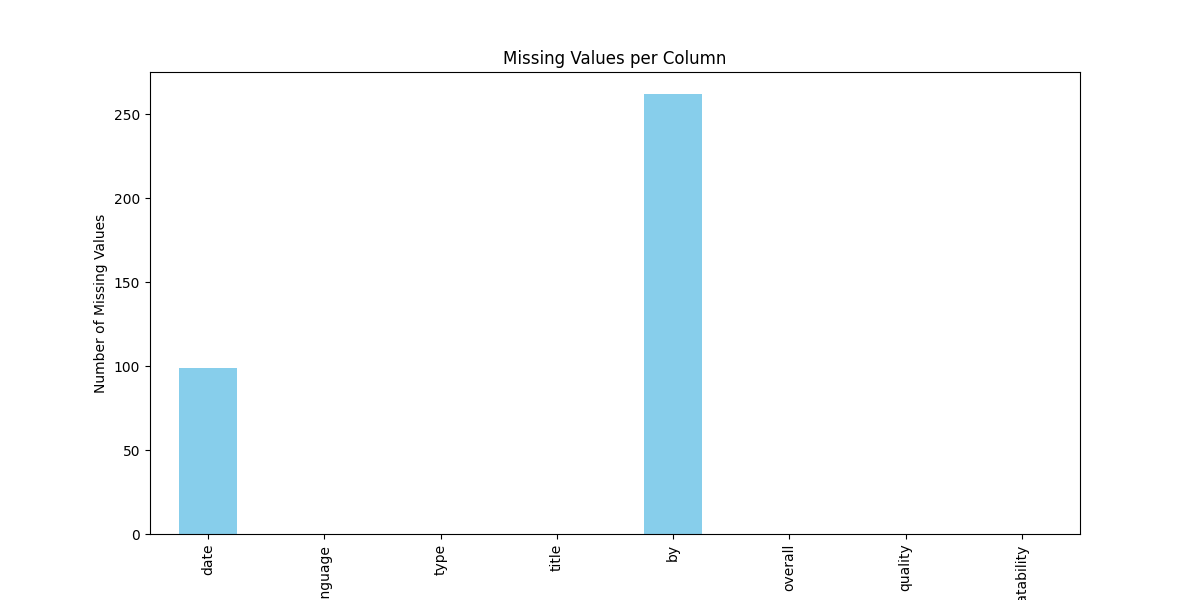 Missing Values per Column
Number of Missing Values
250
200
150
100
50
0
date
nguage
type
title
by
overall
quality
atability